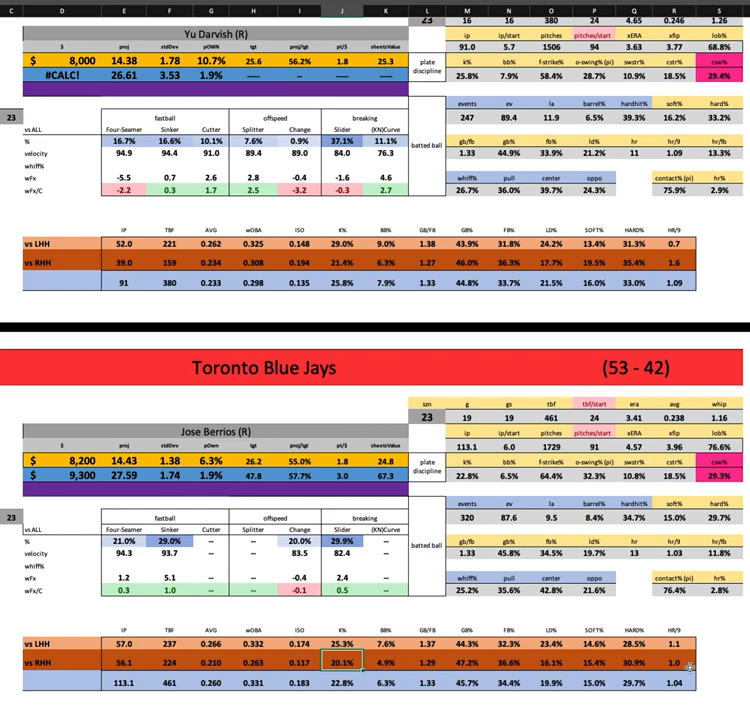 C D E F G H I J K L M N O P Q R S
23 16 16 380 24 4.65 0.246 1.26
Yu Darvish (R) ip ip/start pitches pitches/start xERA xfip lob%
$ proj stdDev pOWN tgt proj/tgt pt/$ sheetsValue 91.0 5.7 1506 94 3.63 3.77 68.8%
$ 8,000 14.38 1.78 10.7% 25.6 56.2% 1.8 25.3 plate discipline k% bb% f-strike% o-swing% (pi) swstr% cstr% csw%
#CALC! 26.61 3.53 1.9% ---- -- ---- ---- 25.8% 7.9% 58.4% 28.7% 10.9% 18.5% 29.4%
events ev la barrel% hardhit% soft% hard%
23 fastball offspeed breaking 247 89.4 11.9 6.5% 39.3% 16.2% 33.2%
vs ALL Four-Seamer Sinker Cutter Splitter Change Slider (KN)Curve
% 16.7% 16.6% 10.1% 7.6% 0.9% 37.1% 11.1% batted ball gb/fb gb% fb% ld% hr hr/9 hr/fb
velocity 94.9 94.4 91.0 89.4 89.0 84.0 76.3 1.33 44.9% 33.9% 21.2% 11 1.09 13.3%
whiff%
wFx -5.5 0.7 2.6 2.8 -0.4 -1.6 4.6 whiff% pull center oppo contact% (pi) hr%
wFx/C -2.2 0.3 1.7 2.5 -3.2 -0.3 2.7 26.7% 36.0% 39.7% 24.3% 75.9% 2.9%
IP TBF AVG wOBA ISO K% BB% GB/FB GB% FB% LD% SOFT% HARD% HR/9
vs LHH 52.0 221 0.262 0.325 0.148 29.0% 9.0% 1.38 43.9% 31.8% 24.2% 13.4% 31.3% 0.7
vs RHH 39.0 159 0.234 0.308 0.194 21.4% 6.3% 1.27 46.0% 36.3% 17.7% 19.5% 35.4% 1.6
91 380 0.233 0.298 0.135 25.8% 7.9% 1.33 44.8% 33.7% 21.5% 16.0% 33.0% 1.09
Toronto Blue Jays (53 - 42)
szn g gs tbf tbf/start era avg whip
23 19 19 461 24 3.41 0.238 1.16
Jose Berrios (R) ip ip/start pitches pitches/start xERA xfip lob%
$ proj stdDev pOwn tgt proj/tgt pt/$ sheetsValue 113.1 6.0 1729 91 4.57 3.96 76.6%
$ 8,200 14.43 1.38 6.3% 26.2 55.0% 1.8 24.8 plate discipline k% bb% f-strike% o-swing% (pi) swstr% cstr% csw%
$ 9,300 27.59 1.74 1.9% 47.8 57.7% 3.0 67.3 22.8% 6.5% 64.4% 32.3% 10.8% 18.5% 29.3%
events ev la barrel% hardhit% soft% hard%
23 fastball offspeed breaking 320 87.6 9.5 8.4% 34.7% 15.0% 29.7%
vs ALL Four-Seamer Sinker Cutter Splitter Change Slider (KN)Curve
% 21.0% 29.0% -- -- 20.0% 29.9% -- batted ball gb/fb gb% fb% ld% hr hr/9 hr/fb
velocity 94.3 93.7 -- -- 83.5 82.4 -- 1.33 45.8% 34.5% 19.7% 13 1.03 11.8%
whiff%
wFx 1.2 5.1 -- -- -0.4 2.4 -- whiff% pull center oppo contact% (pi) hr%
wFx/C 0.3 1.0 -- -- -0.1 0.5 -- 25.2% 35.6% 42.8% 21.6% 76.4% 2.8%
IP TBF AVG wOBA ISO K% BB% GB/FB GB% FB% LD% SOFT% HARD% HR/9
vs LHH 57.0 237 0.266 0.332 0.174 25.3% 7.6% 1.37 44.3% 32.3% 23.4% 14.6% 28.5% 1.1
vs RHH 56.1 224 0.210 0.263 0.117 20.1% 4.9% 1.29 47.2% 36.6% 16.1% 15.4% 30.9% 1.0
113.1 461 0.260 0.331 0.183 22.8% 6.3% 1.33 45.7% 34.4% 19.9% 15.0% 29.7% 1.04